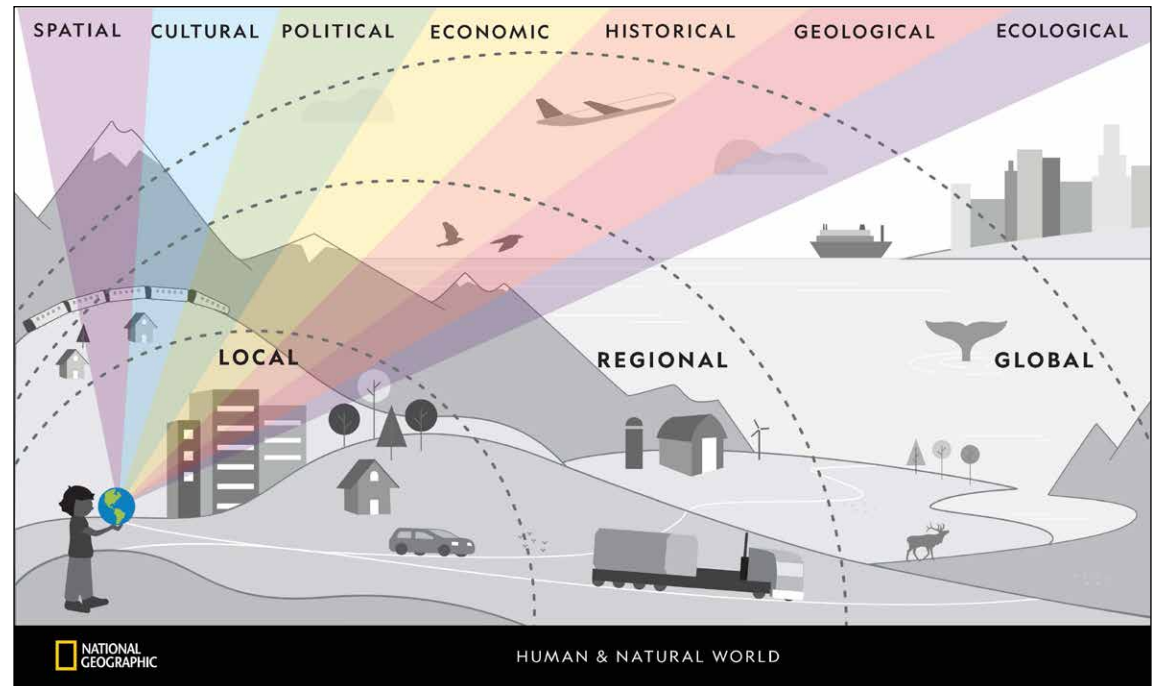 SPATIAL CULTURAL POLITICAL ECONOMIC HISTORICAL GEOLOGICAL ECOLOGICAL
LOCAL REGIONAL GLOBAL
NATIONAL
GEOGRAPHIC
HUMAN & NATURAL WORLD